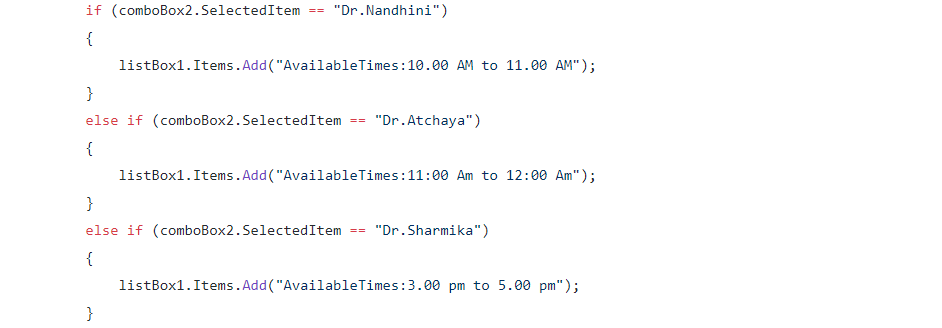 if (comboBox2.SelectedItem == "Dr.Nandhini")
{
listBox1.Items.Add("AvailableTimes:10.00 AM to 11.00 AM");
}
else if (comboBox2.SelectedItem == "Dr.Atchaya")
{
listBox1.Items.Add("AvailableTimes:11:00 Am to 12:00 Am");
}
else if (comboBox2.SelectedItem == "Dr.Sharmika")
{
listBox1.Items.Add("AvailableTimes:3.00 pm to 5.00 pm");
}